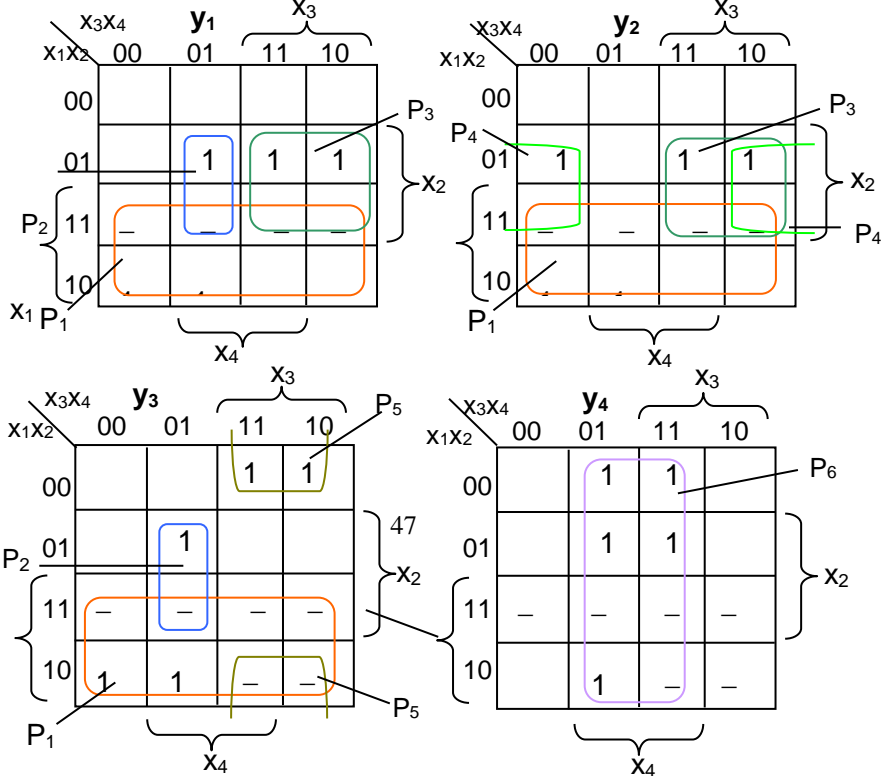 y1
x3
x3x4
x1x2
00 01 11 10
00
01 1 1 1
11 – – – –
10
P3
x2
P2
x1 P1
x4
y2
x3
x3x4
x1x2
00 01 11 10
00
01 1 1 1
11 – – – –
10
P3
P4
x2
P4
P1
x4
y3
x3
x3x4
x1x2
00 01 11 10
00 1 1
01 1
11 – – – –
10 1 1 – –
P5
47
P2
x2
P5
P1
x4
y4
x3
x3x4
x1x2
00 01 11 10
00 1 1
01 1 1
11 – – – –
10 1 – –
P6
x2
x4